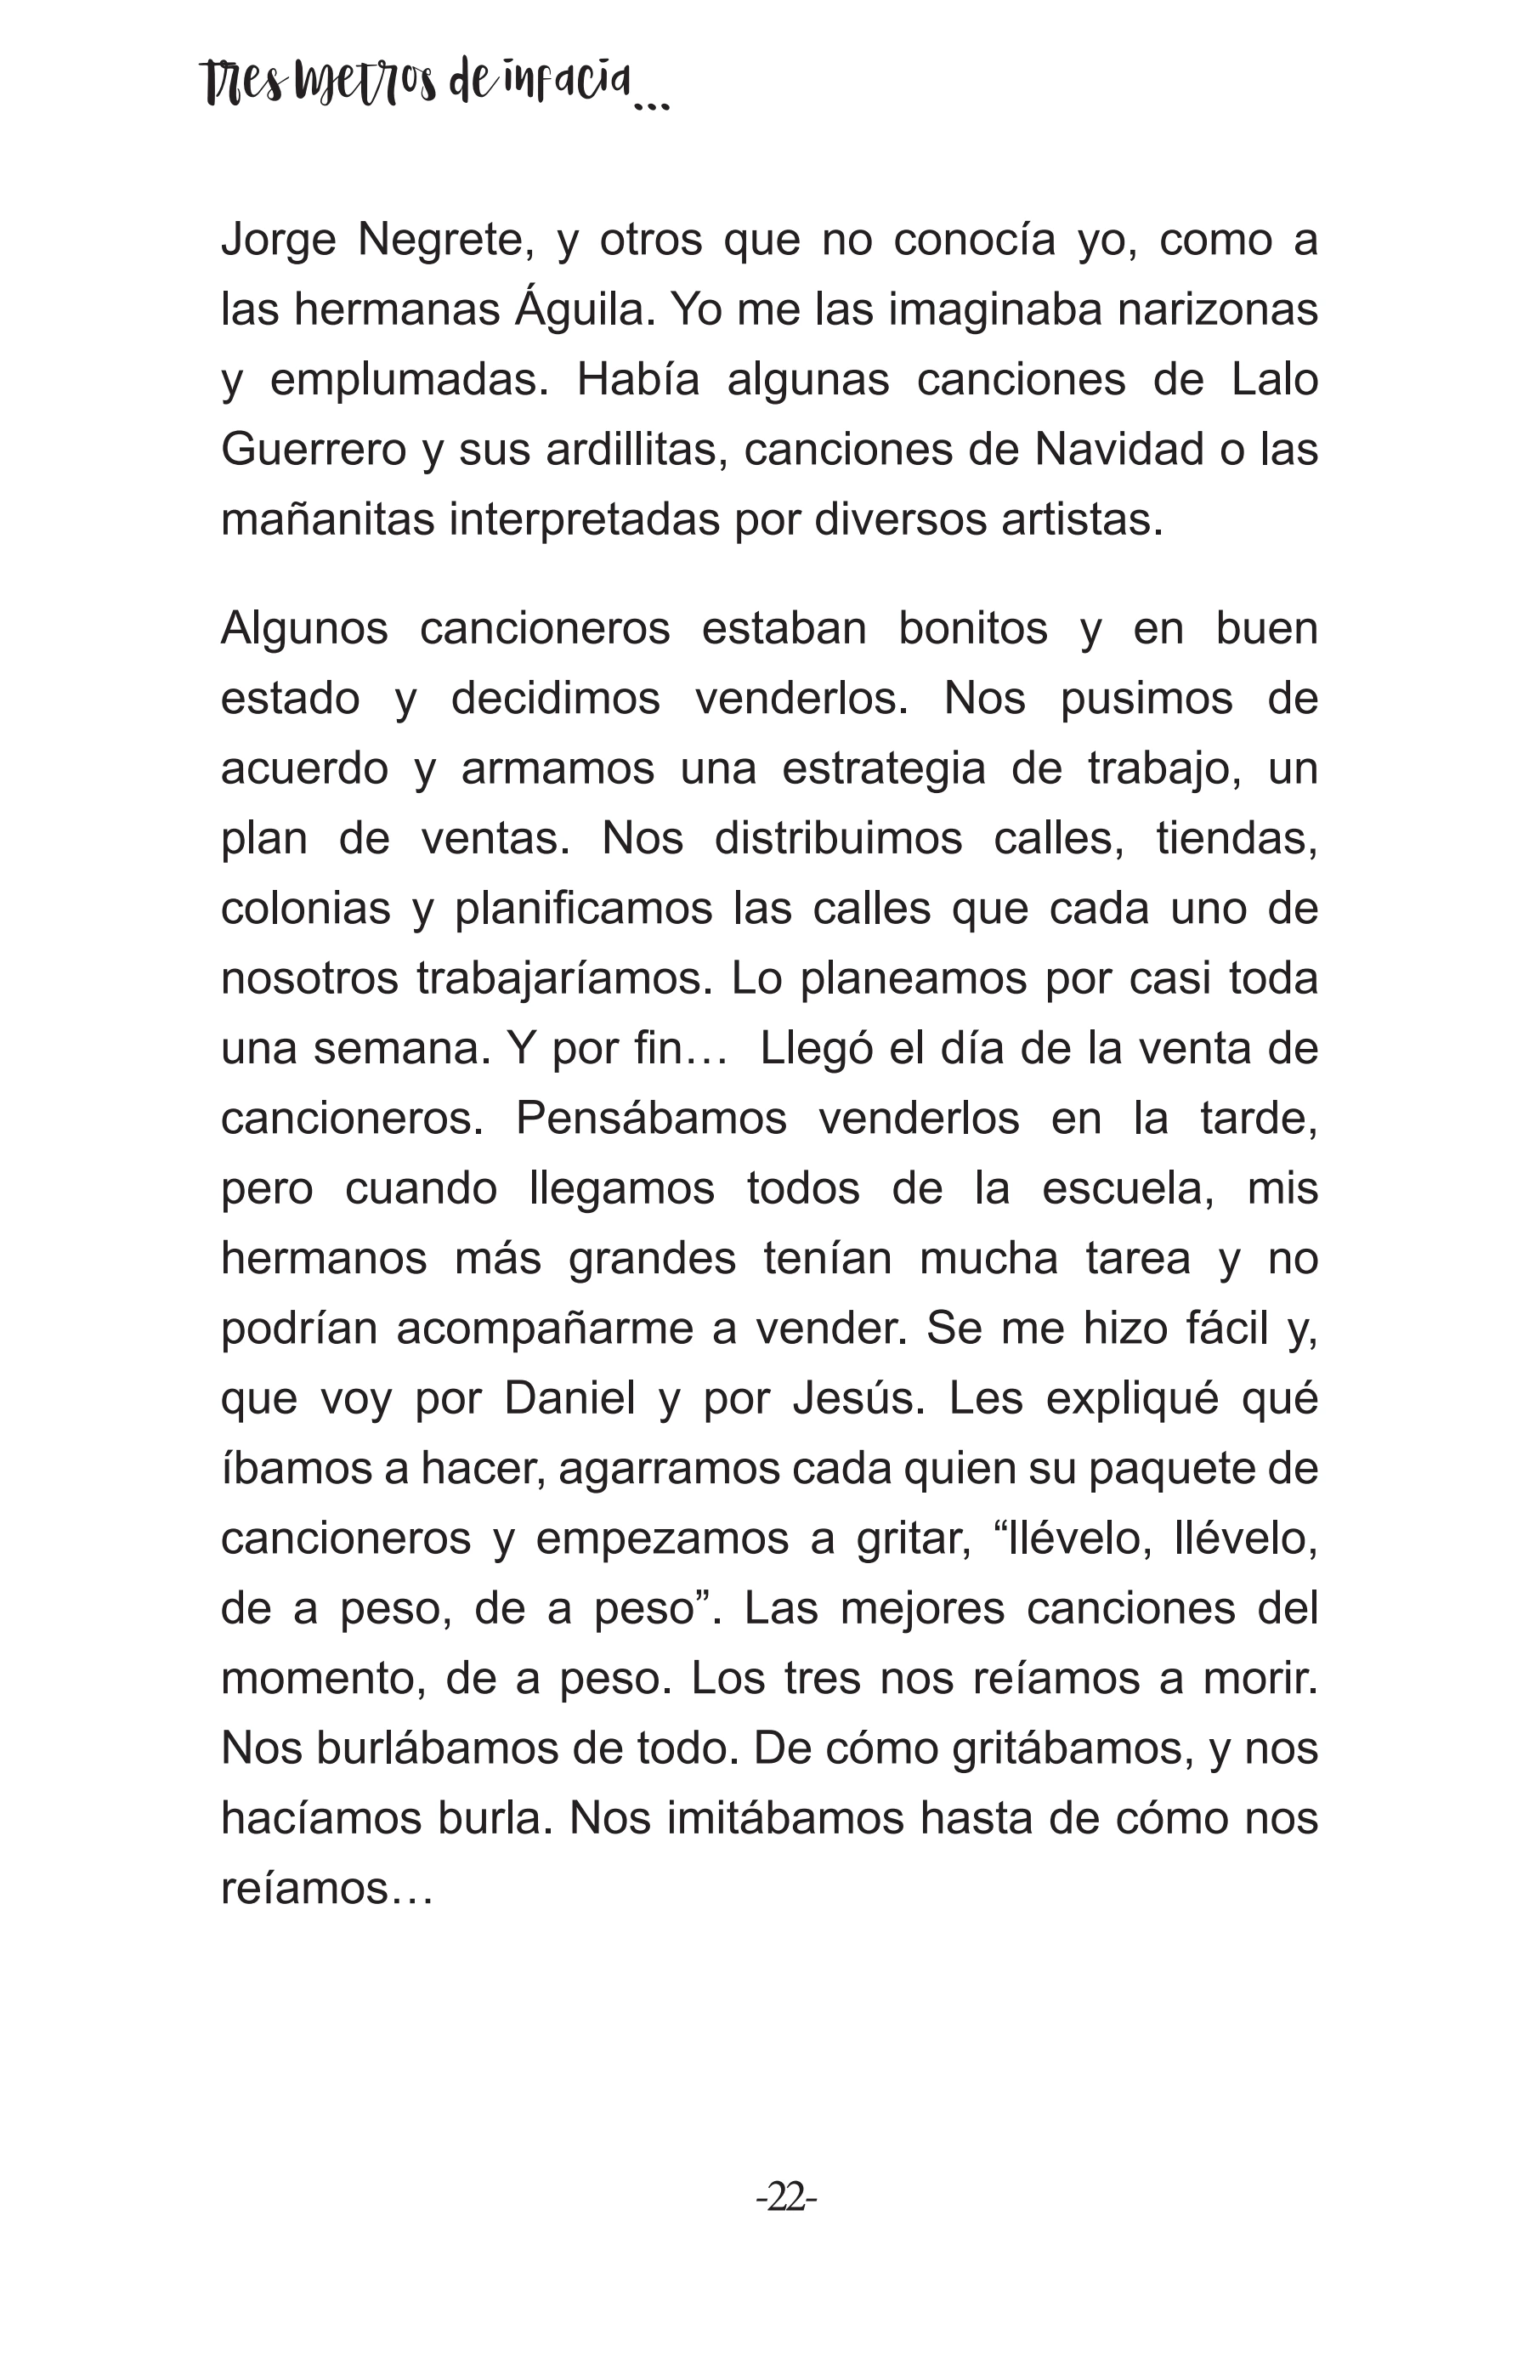 Tres metros de infacia...
Jorge Negrete, y otros que no conocía yo, como a
las hermanas Águila. Yo me las imaginaba narizonas
y emplumadas. Había algunas canciones de Lalo
Guerrero y sus ardillitas, canciones de Navidad o las
mañanitas interpretadas por diversos artistas.
Algunos cancioneros estaban bonitos y en buen
estado y decidimos venderlos. Nos pusimos de
acuerdo y armamos una estrategia de trabajo, un
plan de ventas. Nos distribuimos calles, tiendas,
colonias y planificamos las calles que cada uno de
nosotros trabajaríamos. Lo planeamos por casi toda
una semana. Y por fin… Llegó el día de la venta de
cancioneros. Pensábamos venderlos en la tarde,
pero cuando llegamos todos de la escuela, mis
hermanos más grandes tenían mucha tarea y no
podrían acompañarme a vender. Se me hizo fácil y,
que voy por Daniel y por Jesús. Les expliqué qué
íbamos a hacer, agarramos cada quien su paquete de
cancioneros y empezamos a gritar, “llévelo, llévelo,
de a peso, de a peso”. Las mejores canciones del
momento, de a peso. Los tres nos reíamos a morir.
Nos burlábamos de todo. De cómo gritábamos, y nos
hacíamos burla. Nos imitábamos hasta de cómo nos
reíamos…
-22-